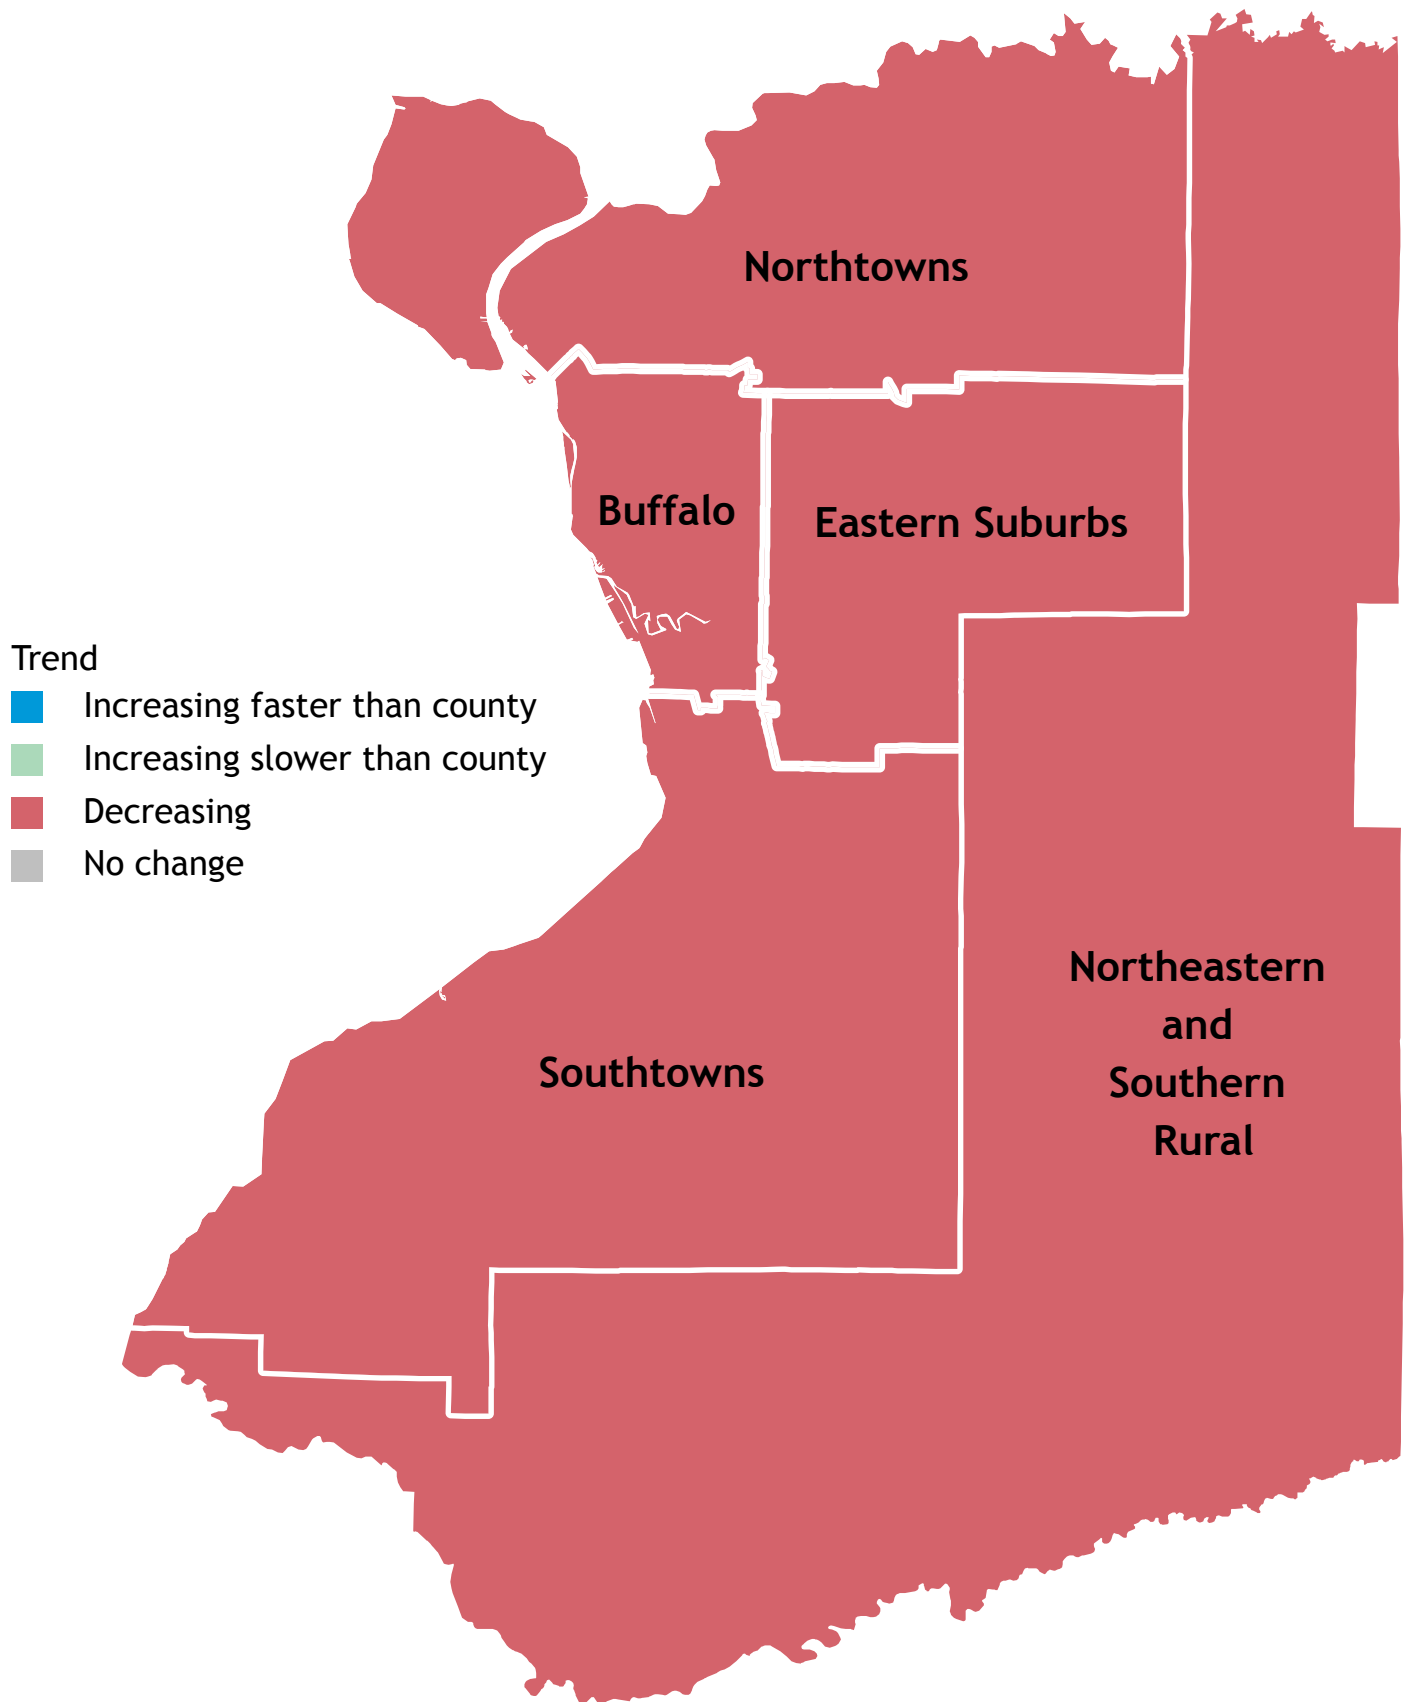 Northtowns
Buffalo
Eastern Suburbs
Trend
Increasing faster than county
Increasing slower than county
Decreasing
No change
Northeastern
and
Southern
Rural
Southtowns